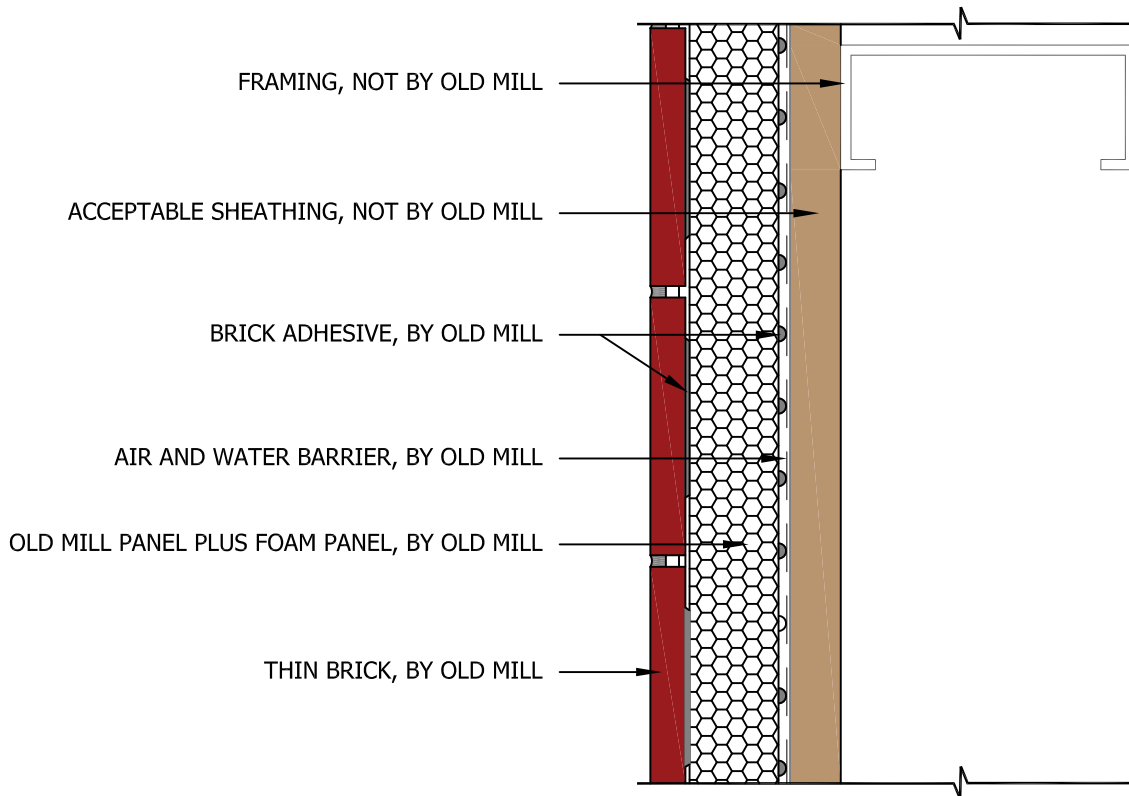 FRAMING, NOT BY OLD MILL
ACCEPTABLE SHEATHING, NOT BY OLD MILL
BRICK ADHESIVE, BY OLD MILL
AIR AND WATER BARRIER, BY OLD MILL
OLD MILL PANEL PLUS FOAM PANEL, BY OLD MILL
THIN BRICK, BY OLD MILL